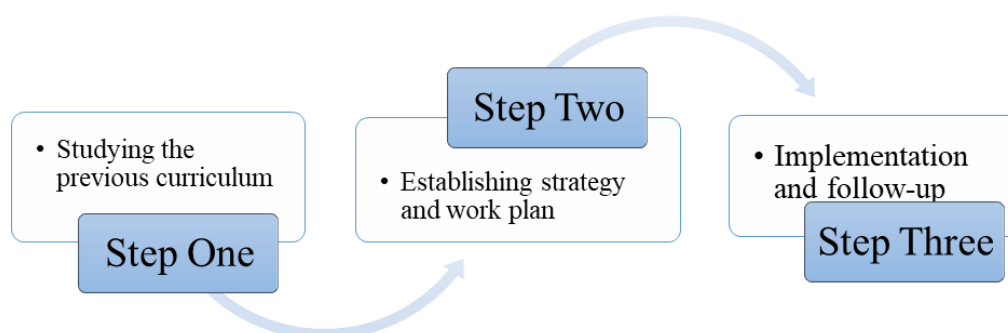 • Studying the
previous curriculum
Step One
Step Two
• Establishing strategy
and work plan
• Implementation
and follow-up
Step Three